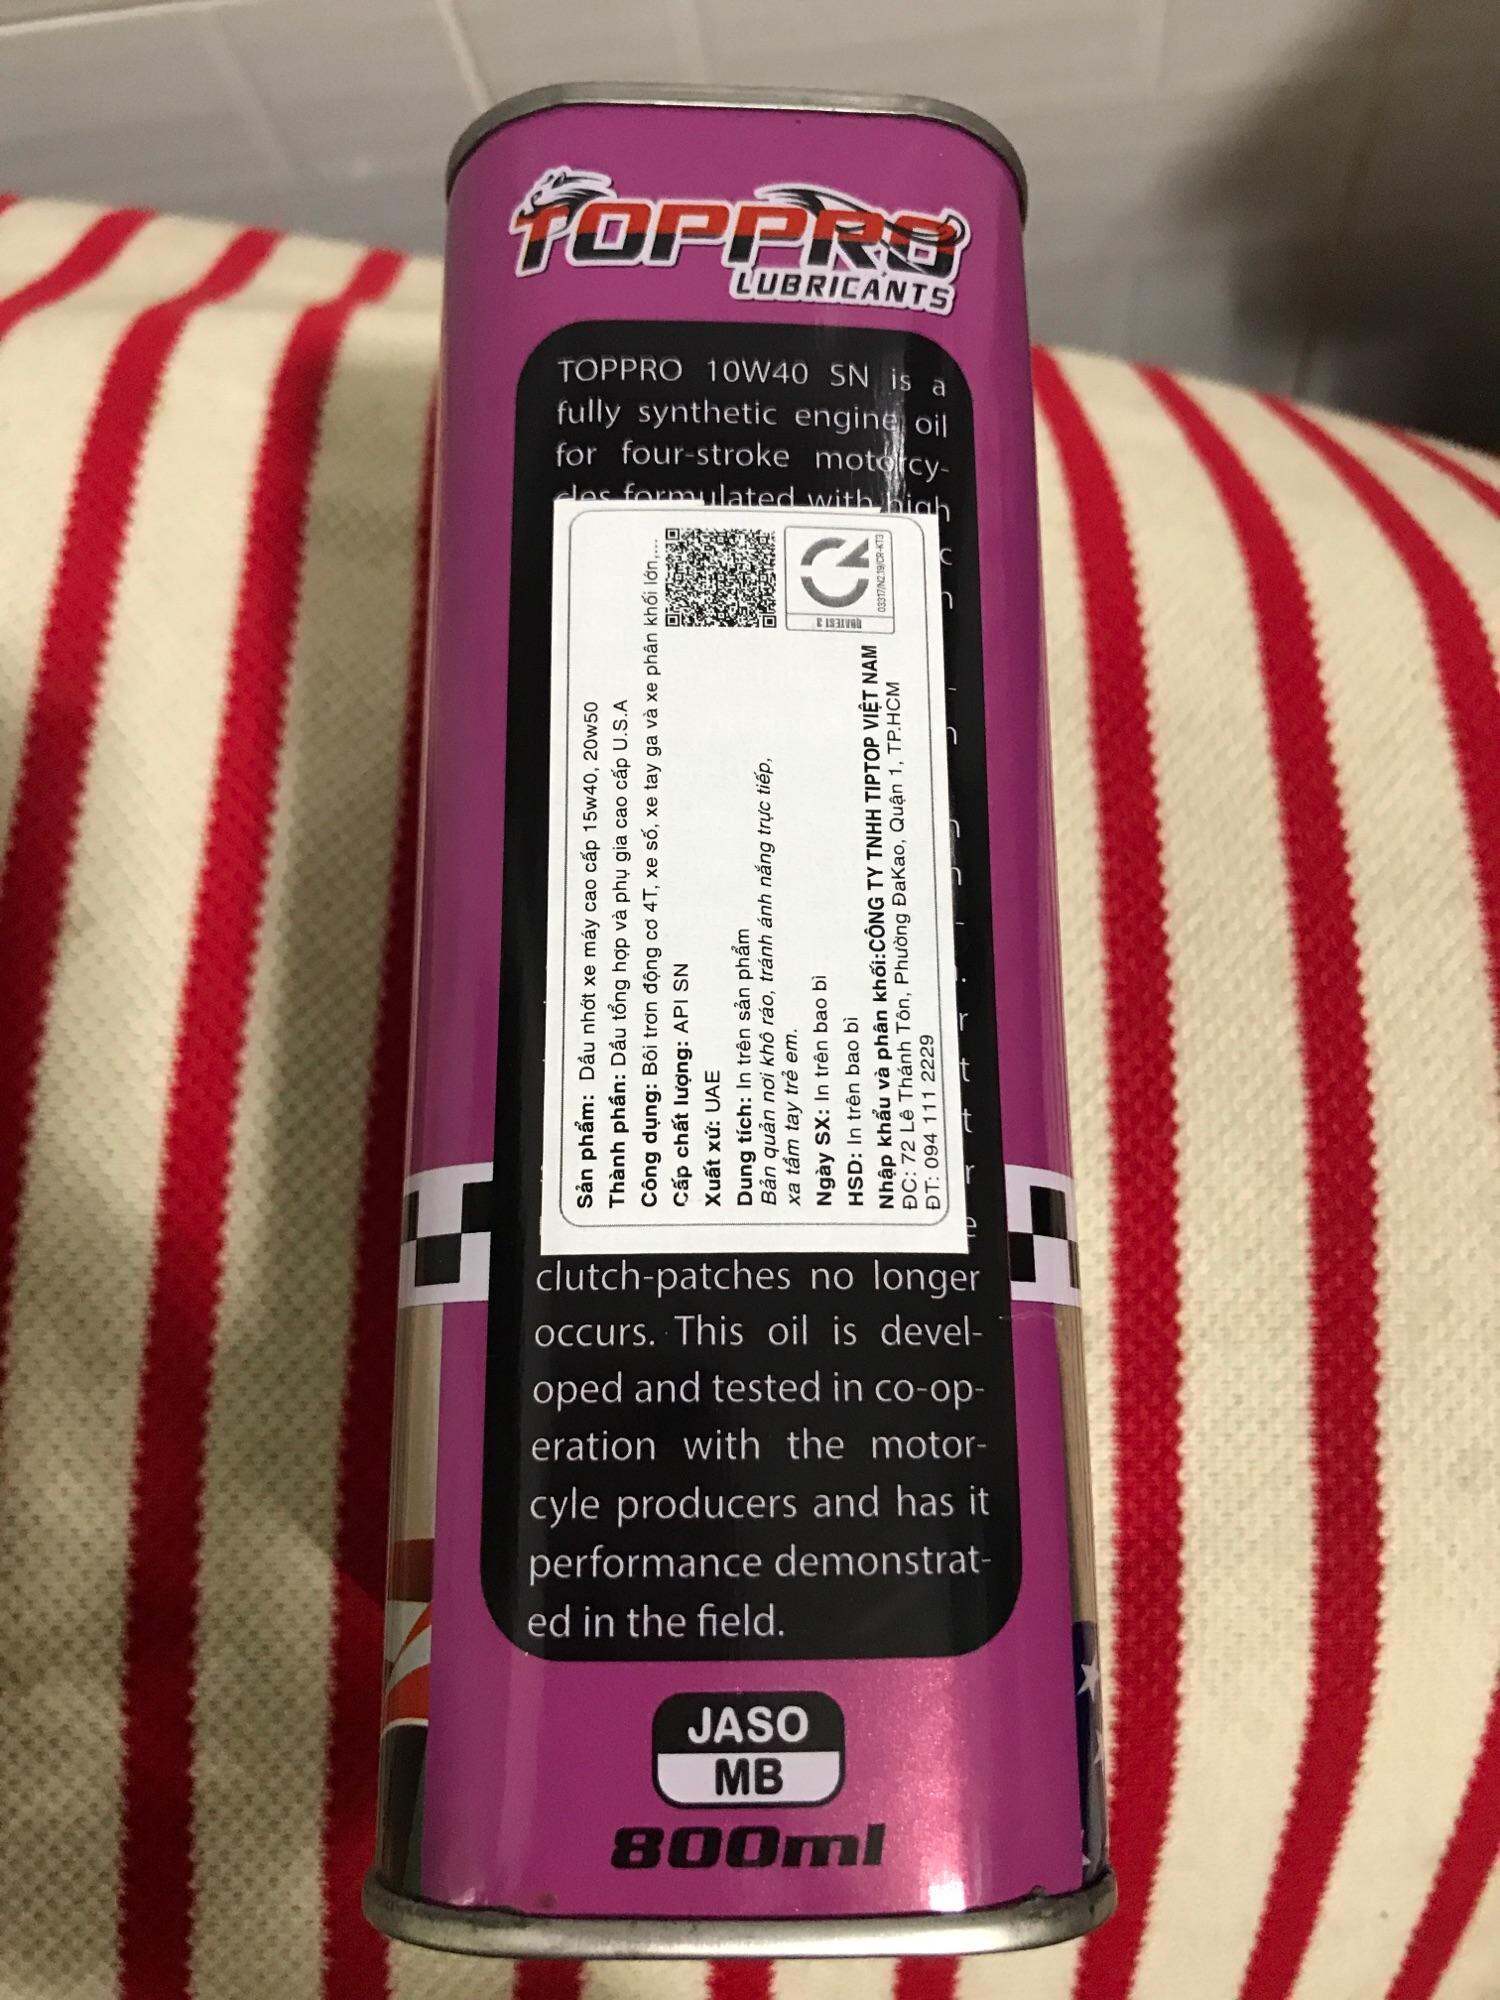 TOPPRO
LUBRICANTS
TOPPRO 10W40 SN is a
fully synthetic engine oil
for four-stroke motorcy-
cles formulated with high
Sản phẩm: Dầu nhớt xe máy cao cấp 15w40, 20w50
Thành phần: Dầu tổng hợp và phụ gia cao cấp U.S.A
Công dụng: Bôi trơn động cơ 4T, xe số, xe tay ga và xe phân khối lớn,...
Cấp chất lượng: API SN
Xuất xứ: UAE
Dung tích: In trên sản phẩm
Bản quản nơi khô ráo, tránh ánh nắng trực tiếp,
xa tầm tay trẻ em.
Ngày SX: In trên bao bì
HSD: In trên bao bì
Nhập khẩu và phân khối:CÔNG TY TNHH TIPTOP VIỆT NAM
ĐC: 72 Lê Thánh Tôn, Phường ĐaKao, Quận 1, TP.HCM
ĐT: 094 111 2229
QUATEST 3
clutch-patches no longer
occurs. This oil is devel-
oped and tested in co-op-
eration with the motor-
cyle producers and has it
performance demonstrat-
ed in the field.
JASO
MB
800ml